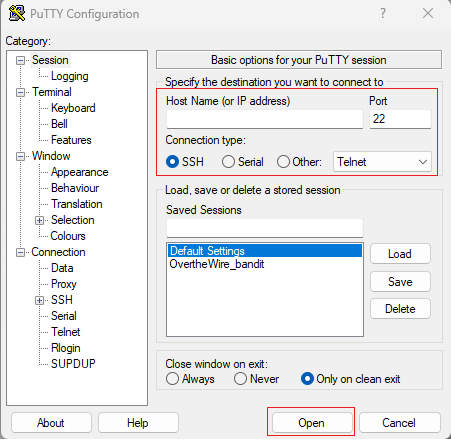 PuTTY Configuration
Category:
Session
Logging
Terminal
Keyboard
Bell
Features
Window
Appearance
Behaviour
Translation
Selection
Colours
Connection
Data
Proxy
SSH
Serial
Telnet
Rlogin
SUPDUP
Basic options for your PuTTY session
Specify the destination you want to connect to
Host Name (or IP address) Port
22
Connection type:
SSH Serial Other: Telnet
Load, save or delete a stored session
Saved Sessions
Default Settings
OvertheWire_bandit
Load
Save
Delete
Close window on exit:
Always Never Only on clean exit
About Help Open Cancel